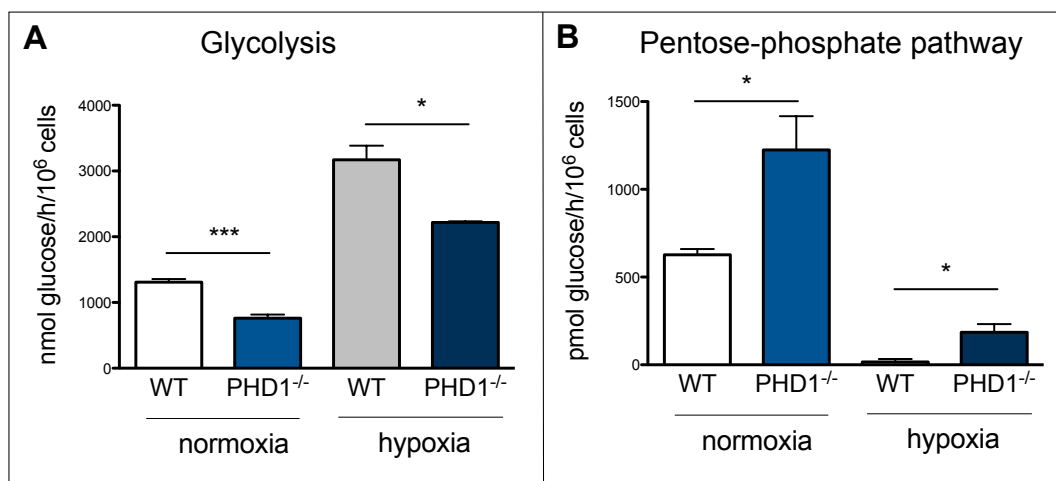 A
Glycolysis
nmol glucose/h/10⁶ cells
4000
3000
2000
1000
0
***
*
WT
PHD1⁻/⁻
WT
PHD1⁻/⁻
normoxia
hypoxia
B
Pentose-phosphate pathway
pmol glucose/h/10⁶ cells
1500
1000
500
0
*
*
WT
PHD1⁻/⁻
WT
PHD1⁻/⁻
normoxia
hypoxia